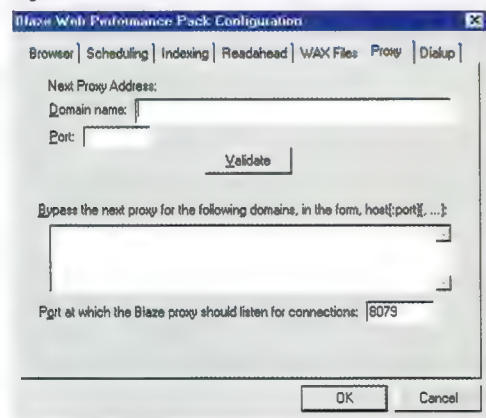 Blaze Web Performance Pack Configuration
Browser Scheduling Indexing Readahead WAX Files Proxy Dialup
Next Proxy Address:
Domain name:
Port:
Validate
Bypass the next proxy for the following domains, in the form, host[:port][, ...]:
Port at which the Blaze proxy should listen for connections: 8079
OK Cancel